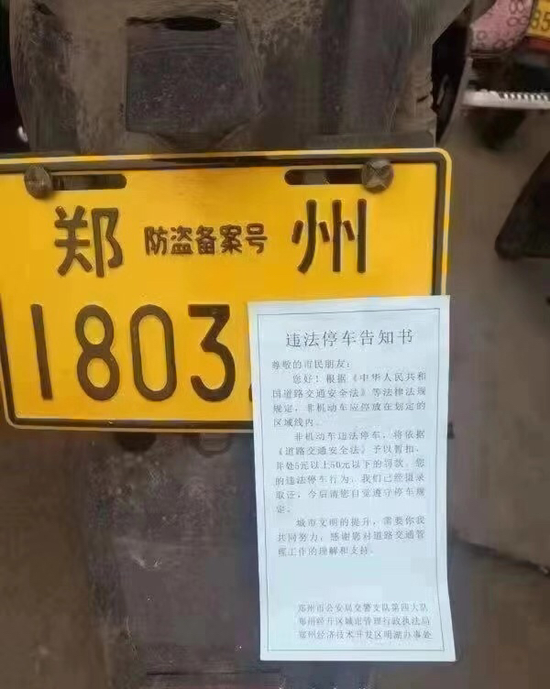 郑 防盗备案号 州
1803
违法停车告知书
尊敬的市民朋友:
您好!根据《中华人民共和
国道路交通安全法》等法律法规
规定,非机动车应停放在划定的
区域线内。
非机动车违法停车,将依据
《道路交通安全法》予以暂扣,
并处5元以上50元以下的罚款,您
的违法停车行为,我们已经摄录
取证,今后请您自觉遵守停车规
定。
城市文明的提升,需要你我
共同努力,感谢您对道路交通管
理工作的理解和支持。
郑州市公安局交警支队第四大队
郑州经开区城市管理行政执法局
郑州经济技术开发区明湖办事处